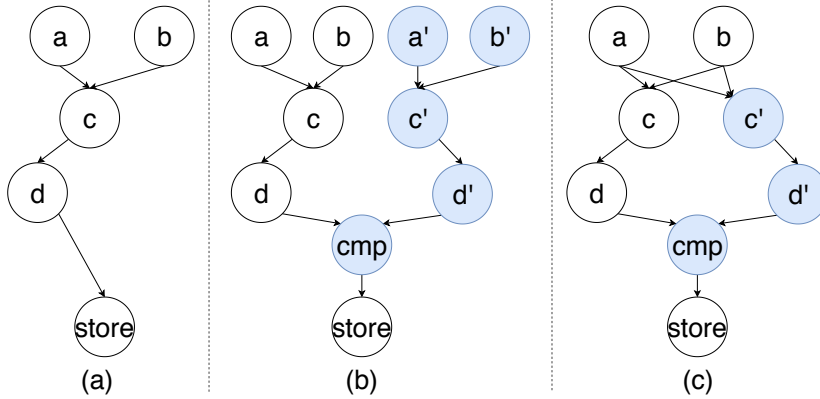 a b a b a' b' a b
c c c' c c'
d d d' d d'
cmp cmp
store store store
(a) (b) (c)